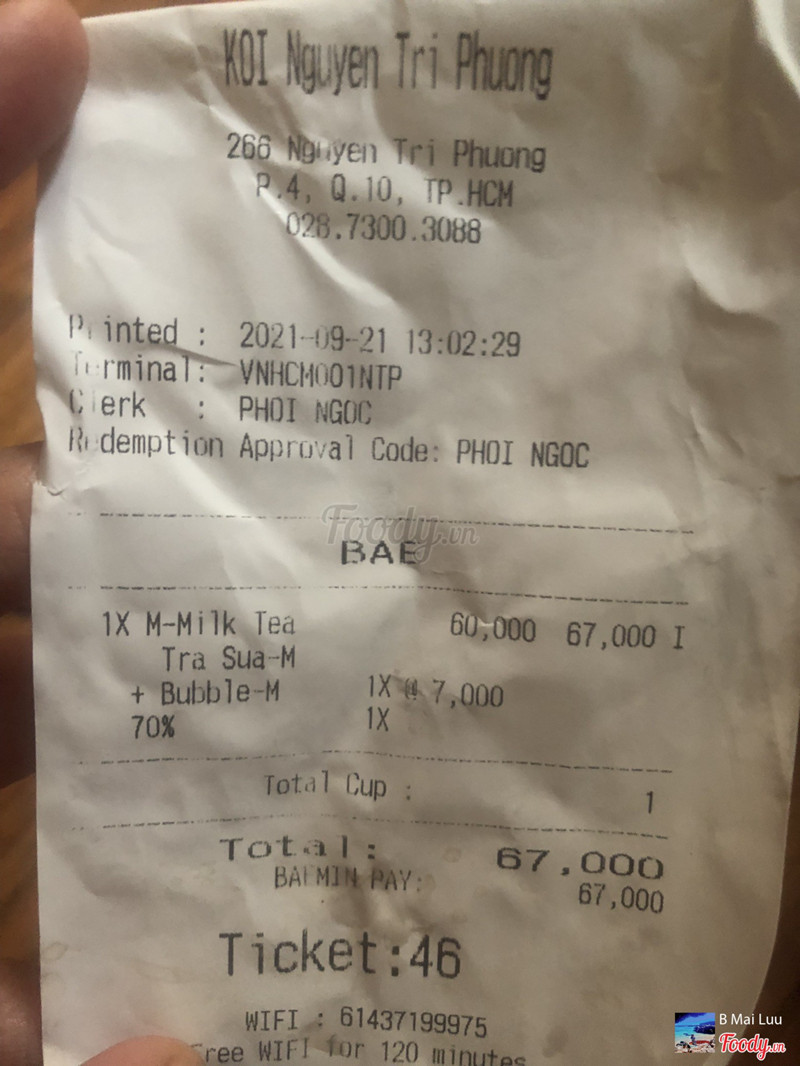 KOI Nguyen Tri Phuong
266 Nguyen Tri Phuong
P.4, Q.10, TP.HCM
028.7300.3088
Printed : 2021-09-21 13:02:29
Terminal: VNHCM001NTP
Clerk : PHOI NGOC
Redemption Approval Code: PHOI NGOC
Foody.vn
BAE
1X M-Milk Tea 60,000 67,000 I
Tra Sua-M
+ Bubble-M 1X @ 7,000
70% 1X
Total Cup : 1
Total: 67,000
BAEMIN PAY: 67,000
Ticket:46
WIFI : 61437199975
Free WIFI for 120 minutes
B Mai Luu
Foody.vn